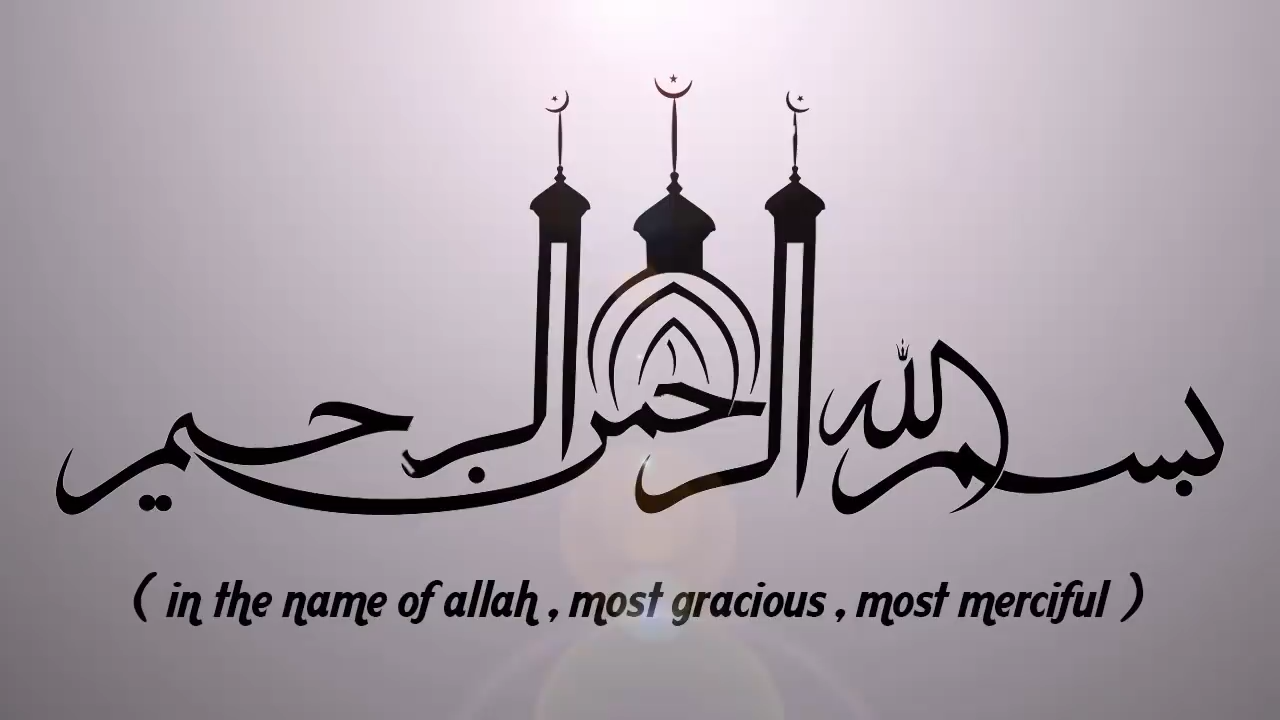 بسم الله الرحمن الرحيم
( in the name of allah , most gracious , most merciful )